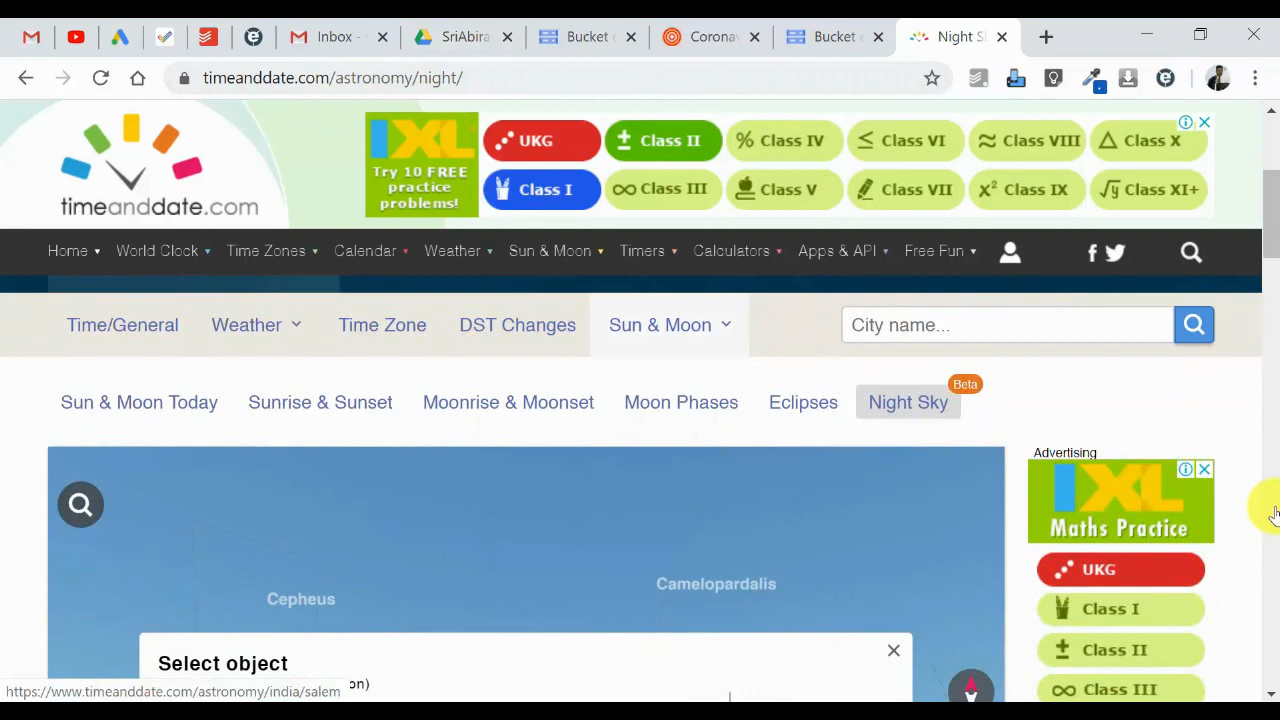 Inbox -
SriAbira
Bucket
Coronav
Bucket
Night S
timeanddate.com/astronomy/night/
timeanddate.com
IXL
Try 10 FREE
practice
problems!
UKG
± Class II
% Class IV
≤ Class VI
≈ Class VIII
△ Class X
Class I
∞ Class III
Class V
Class VII
x² Class IX
√y Class XI+
Home World Clock Time Zones Calendar Weather Sun & Moon Timers Calculators Apps & API Free Fun
Time/General Weather Time Zone DST Changes Sun & Moon
City name...
Beta
Sun & Moon Today Sunrise & Sunset Moonrise & Moonset Moon Phases Eclipses Night Sky
Advertising
IXL
Maths Practice
UKG
Class I
± Class II
∞ Class III
Camelopardalis
Cepheus
Select object
on)
https://www.timeanddate.com/astronomy/india/salem